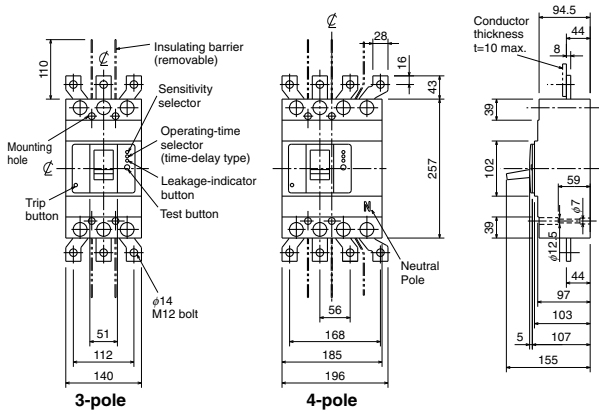 Insulating barrier
(removable)
110
Sensitivity
selector
Mounting
hole
Operating-time
selector
(time-delay type)
Leakage-indicator
button
Trip
button
Test button
φ14
M12 bolt
51
112
140
3-pole
28
16
43
257
N
Neutral
Pole
56
168
185
196
4-pole
94.5
Conductor
thickness
t=10 max.
44
8
39
102
59
φ7
39
φ12.5
44
97
103
5
107
155